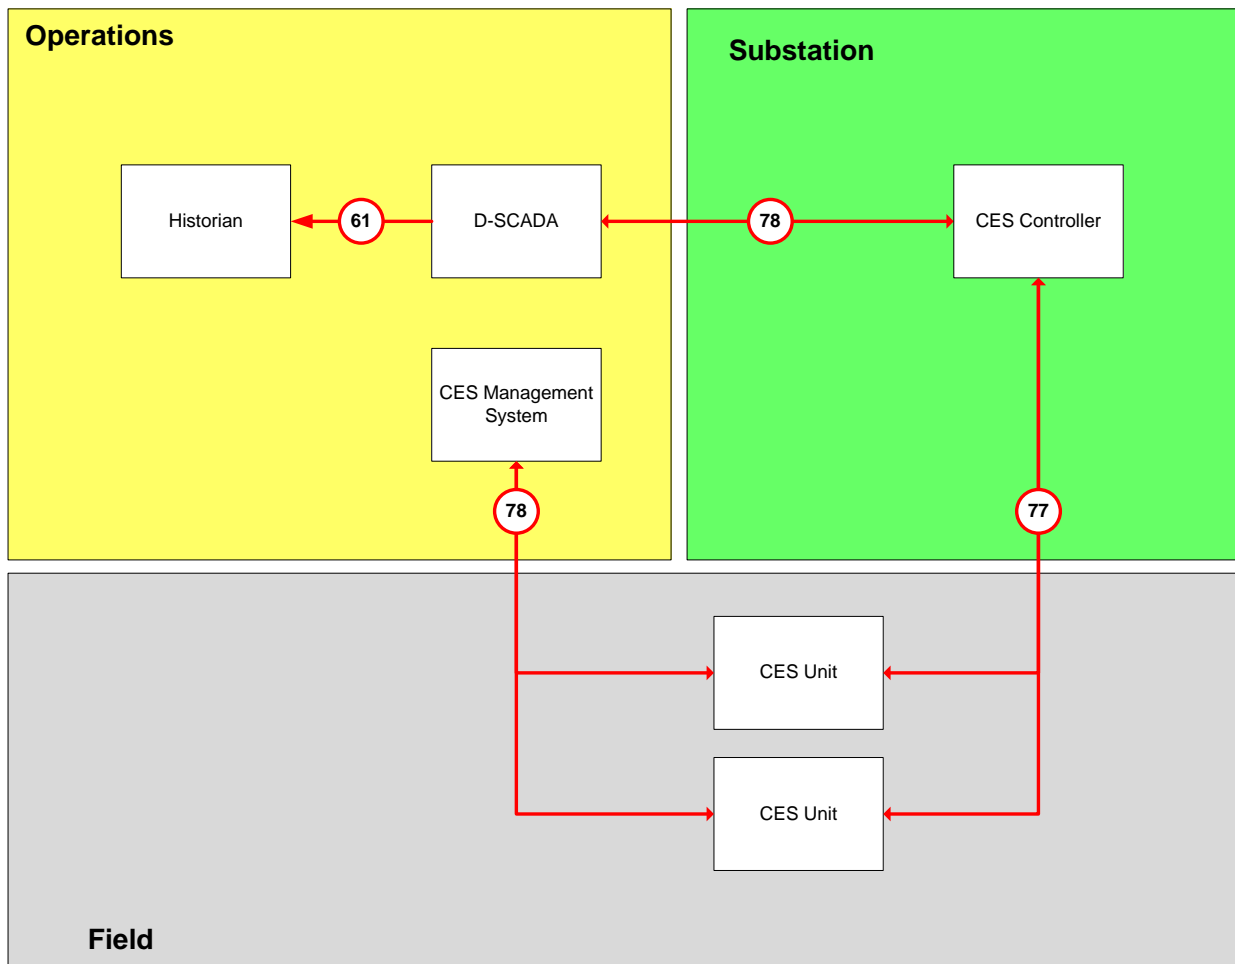 Operations
Substation
Historian
61
D-SCADA
78
CES Controller
CES Management
System
78
77
CES Unit
CES Unit
Field